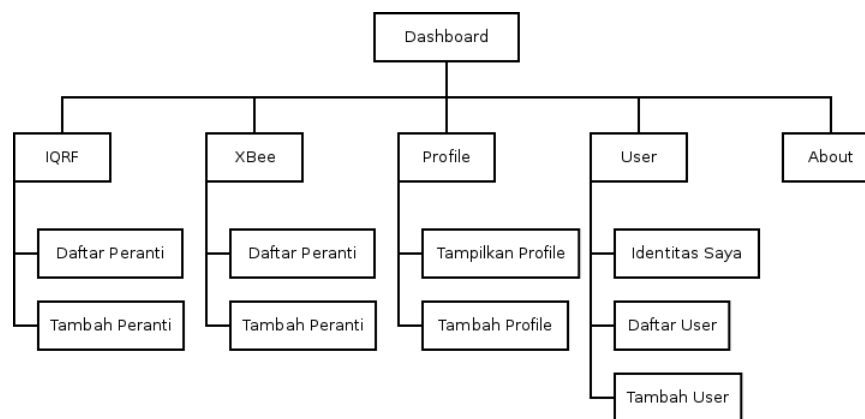 Dashboard
IQRF
XBee
Profile
User
About
Daftar Peranti
Daftar Peranti
Tampilkan Profile
Identitas Saya
Tambah Peranti
Tambah Peranti
Tambah Profile
Daftar User
Tambah User